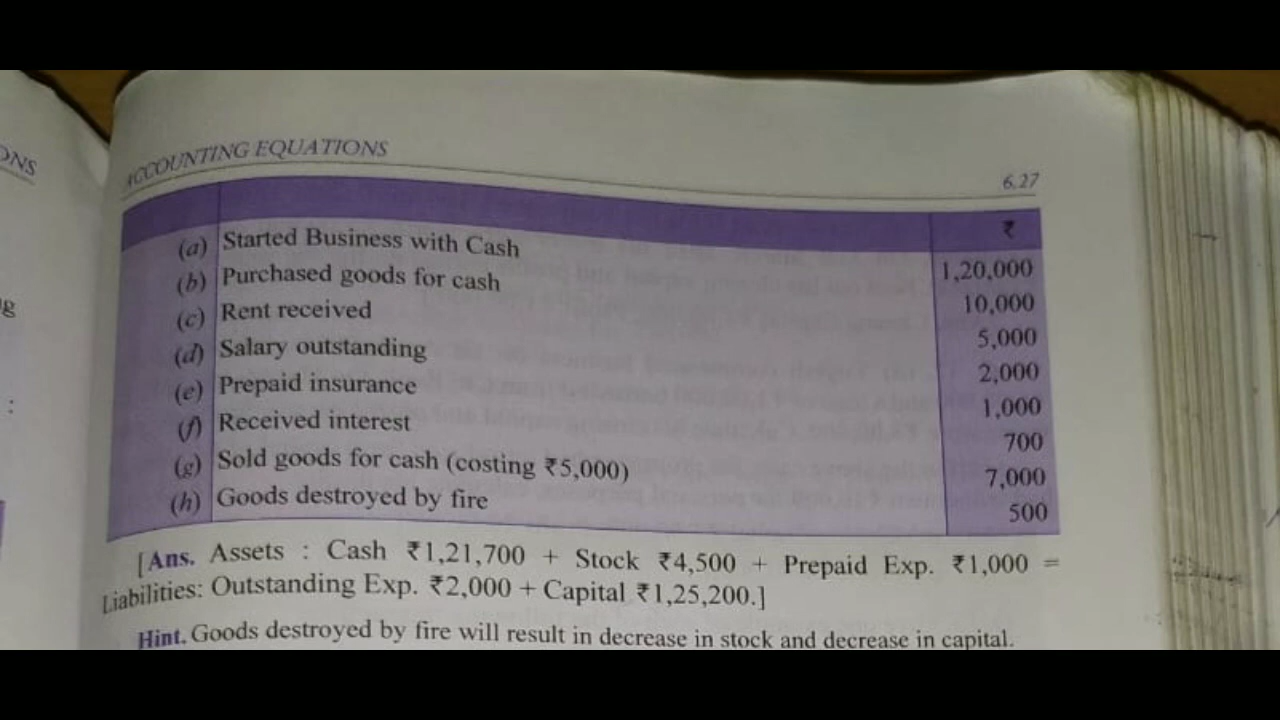 ONS
g
:
ACCOUNTING EQUATIONS
6.27
₹
(a) Started Business with Cash 1,20,000
(b) Purchased goods for cash 10,000
(c) Rent received 5,000
(d) Salary outstanding 2,000
(e) Prepaid insurance 1,000
(f) Received interest 700
(g) Sold goods for cash (costing ₹5,000) 7,000
(h) Goods destroyed by fire 500
[Ans. Assets : Cash ₹1,21,700 + Stock ₹4,500 + Prepaid Exp. ₹1,000 =
Liabilities: Outstanding Exp. ₹2,000 + Capital ₹1,25,200.]
Hint. Goods destroyed by fire will result in decrease in stock and decrease in capital.